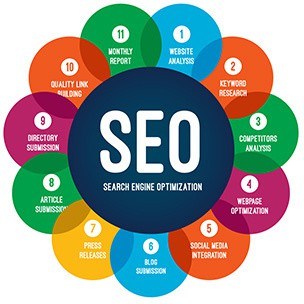 SEO
SEARCH ENGINE OPTIMIZATION
1
WEBSITE
ANALYSIS
2
KEYWORD
RESEARCH
3
COMPETITORS
ANALYSIS
4
WEBPAGE
OPTIMIZATION
5
SOCIAL MEDIA
INTEGRATION
6
BLOG
SUBMISSION
7
PRESS
RELEASES
8
ARTICLE
SUBMISSION
9
DIRECTORY
SUBMISSION
10
QUALITY LINK
BUILDING
11
MONTHLY
REPORT